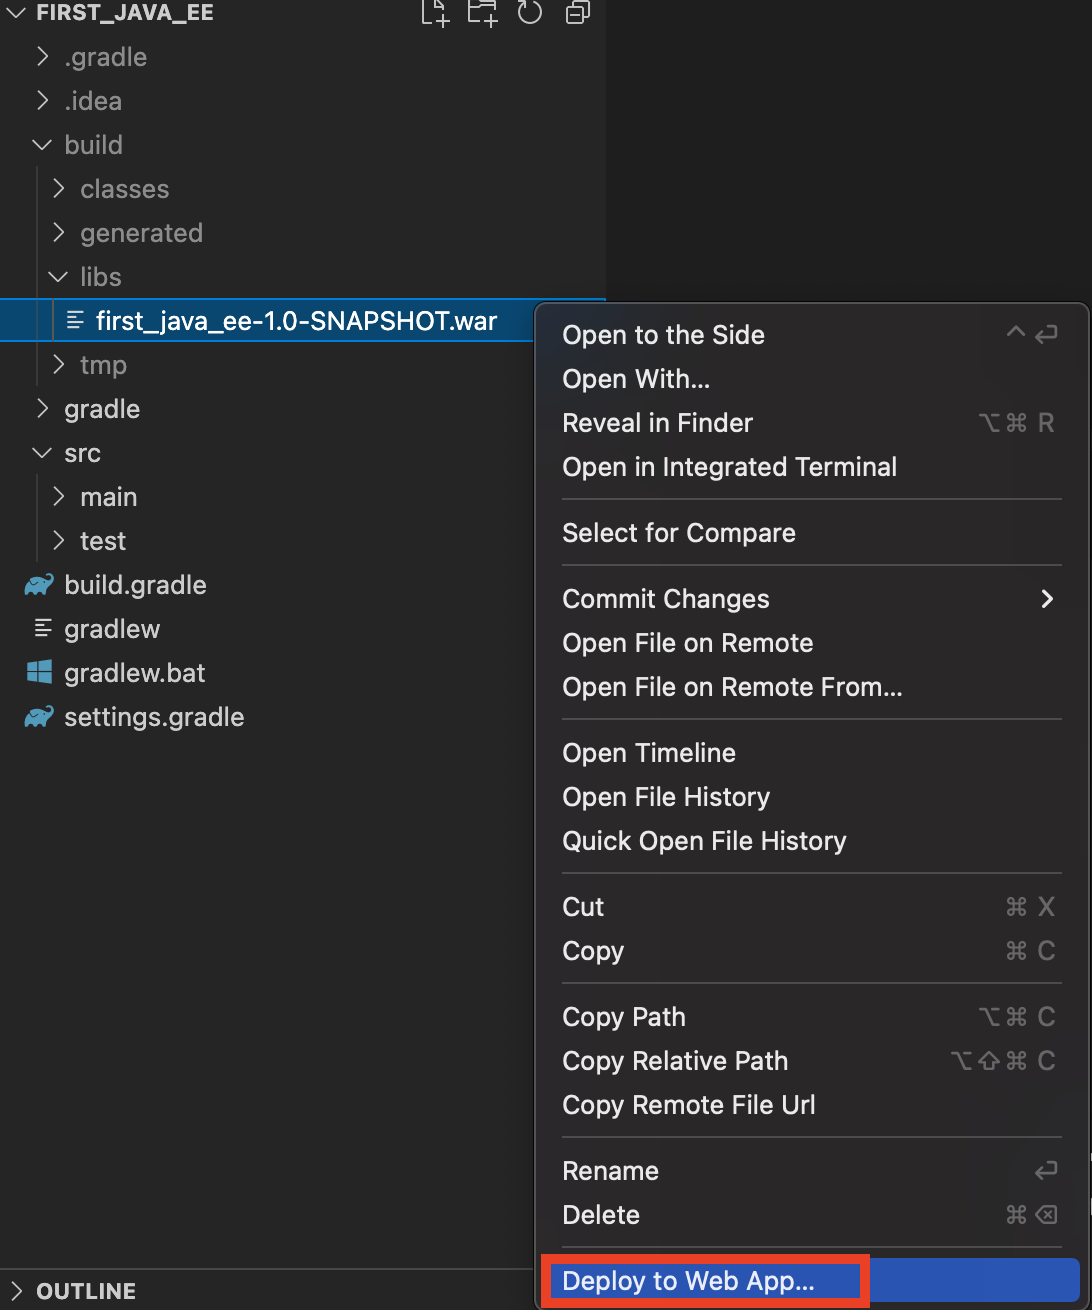 FIRST_JAVA_EE
.gradle
.idea
build
classes
generated
libs
first_java_ee-1.0-SNAPSHOT.war
tmp
gradle
src
main
test
build.gradle
gradlew
gradlew.bat
settings.gradle
OUTLINE
Open to the Side ⌃ ⏎
Open With...
Reveal in Finder ⌥⌘ R
Open in Integrated Terminal
Select for Compare
Commit Changes
Open File on Remote
Open File on Remote From...
Open Timeline
Open File History
Quick Open File History
Cut ⌘ X
Copy ⌘ C
Copy Path ⌥⌘ C
Copy Relative Path ⌥⇧⌘ C
Copy Remote File Url
Rename ⏎
Delete ⌘ ⌫
Deploy to Web App...